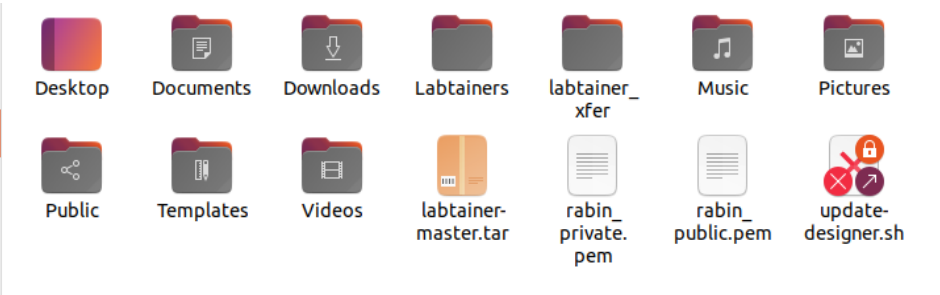 Desktop
Documents
Downloads
Labtainers
labtainer_
xfer
Music
Pictures
Public
Templates
Videos
labtainer-
master.tar
rabin_
private.
pem
rabin_
public.pem
update-
designer.sh